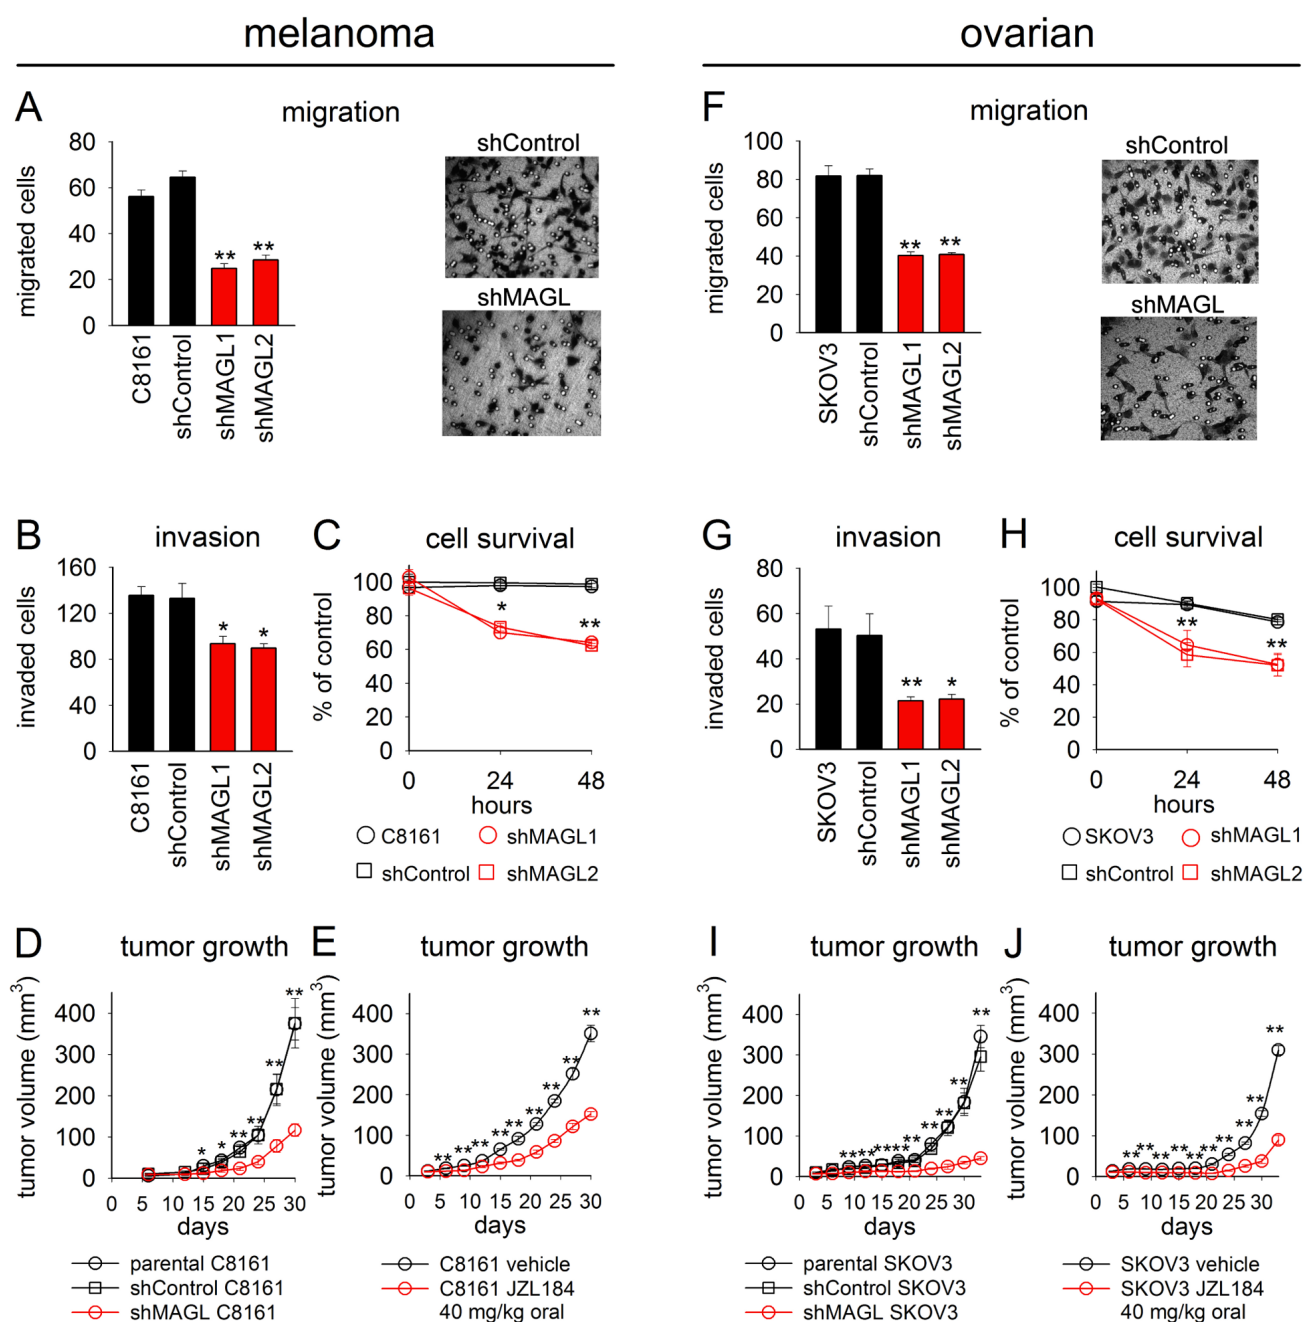 melanoma
ovarian
A
migration
migrated cells
80
60
40
20
0
**
**
C8161
shControl
shMAGL1
shMAGL2
shControl
shMAGL
F
migration
migrated cells
100
80
60
40
20
0
**
**
SKOV3
shControl
shMAGL1
shMAGL2
shControl
shMAGL
B
invasion
invaded cells
160
120
80
40
0
*
*
C8161
shControl
shMAGL1
shMAGL2
C
cell survival
% of control
100
80
60
40
20
0
*
**
0
24
48
hours
C8161
shMAGL1
shControl
shMAGL2
G
invasion
invaded cells
80
60
40
20
0
**
*
SKOV3
shControl
shMAGL1
shMAGL2
H
cell survival
% of control
100
80
60
40
20
0
**
**
0
24
48
hours
SKOV3
shMAGL1
shControl
shMAGL2
D
tumor growth
tumor volume (mm³)
400
300
200
100
0
*
*
**
**
**
**
0 5 10 15 20 25 30
days
parental C8161
shControl C8161
shMAGL C8161
E
tumor growth
tumor volume (mm³)
400
300
200
100
0
**
**
**
**
**
**
**
**
**
0 5 10 15 20 25 30
days
C8161 vehicle
C8161 JZL184
40 mg/kg oral
I
tumor growth
tumor volume (mm³)
400
300
200
100
0
**
**
**
**
**
**
**
**
**
0 5 10 15 20 25 30
days
parental SKOV3
shControl SKOV3
shMAGL SKOV3
J
tumor growth
tumor volume (mm³)
400
300
200
100
0
**
**
**
**
**
**
**
**
**
**
0 5 10 15 20 25 30
days
SKOV3 vehicle
SKOV3 JZL184
40 mg/kg oral